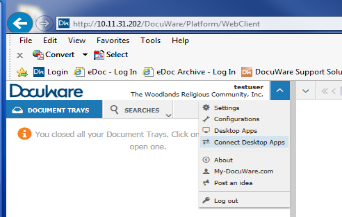 http://10.11.31.202/DocuWare/Platform/WebClient
File Edit View Favorites Tools Help
x Convert Select
Login eDoc - Log In eDoc Archive - Log In DocuWare Support Solu
DocuWare
testuser
The Woodlands Religious Community, Inc.
DOCUMENT TRAYS SEARCHES
Settings
Configurations
Desktop Apps
Connect Desktop Apps
About
My-DocuWare.com
Post an idea
Log out
You closed all your Document Trays. Click on
open one.